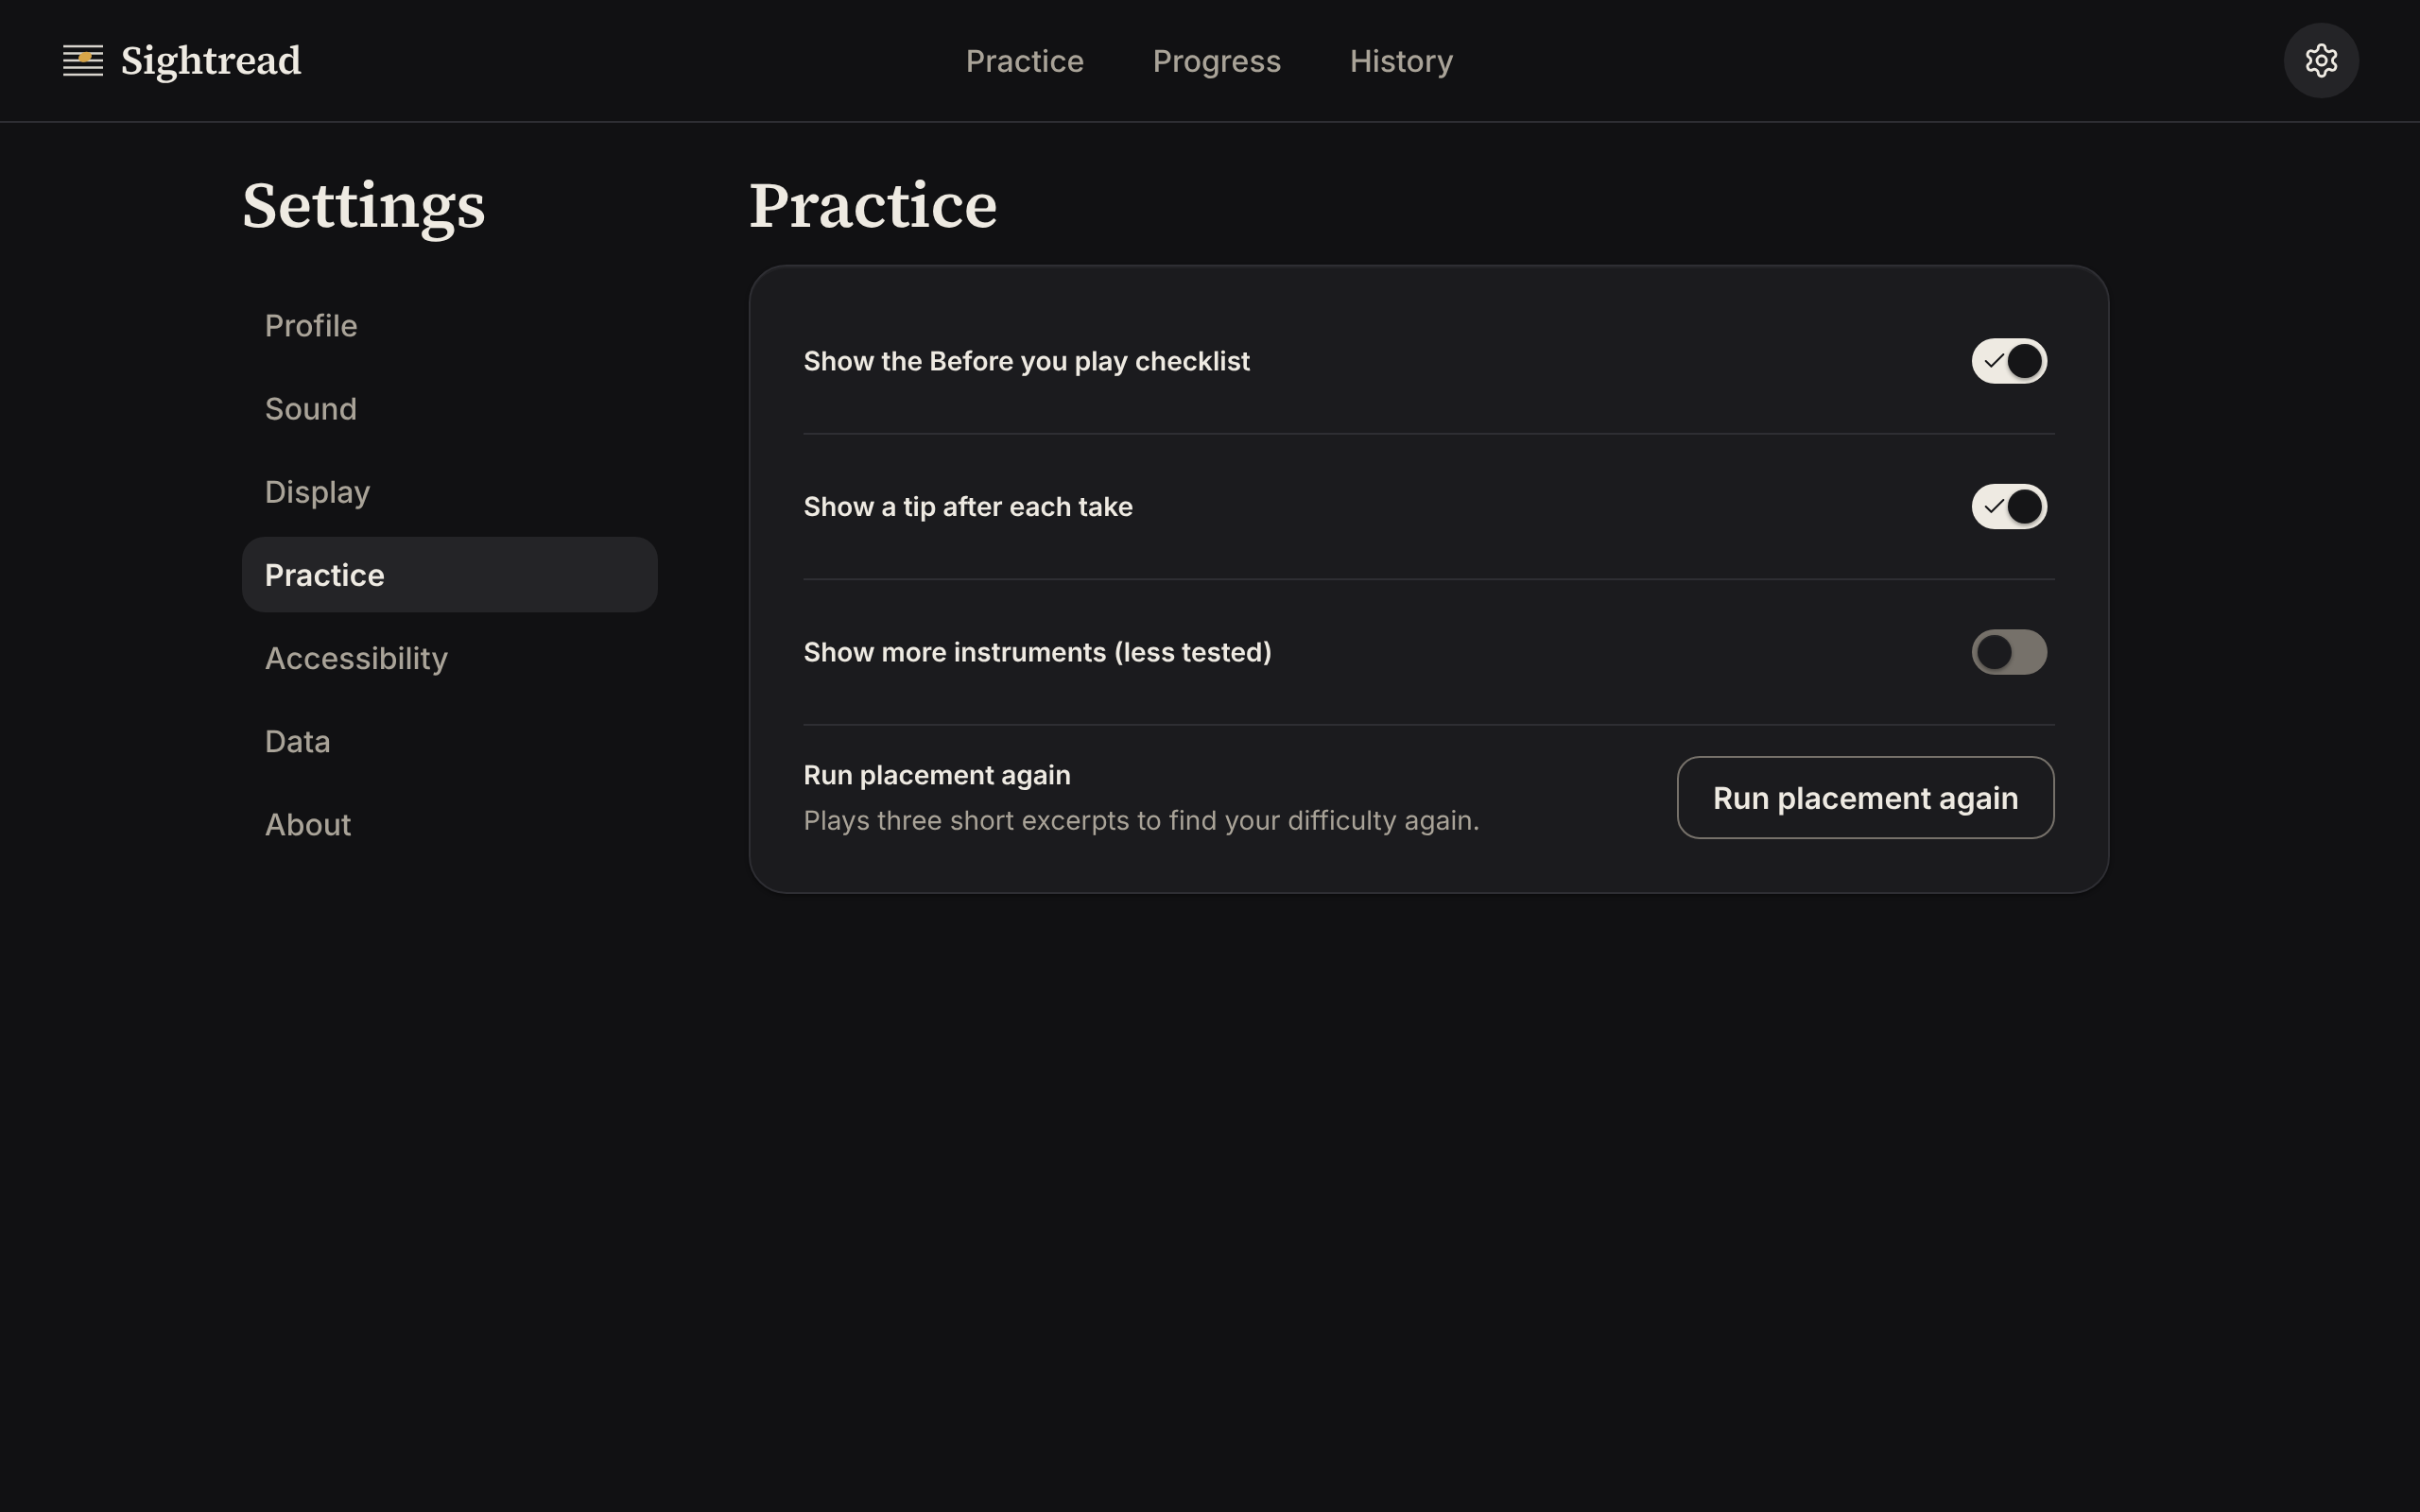 Sightread
Practice
Progress
History
Settings
Profile
Sound
Display
Practice
Accessibility
Data
About
Practice
Show the Before you play checklist
Show a tip after each take
Show more instruments (less tested)
Run placement again
Plays three short excerpts to find your difficulty again.
Run placement again